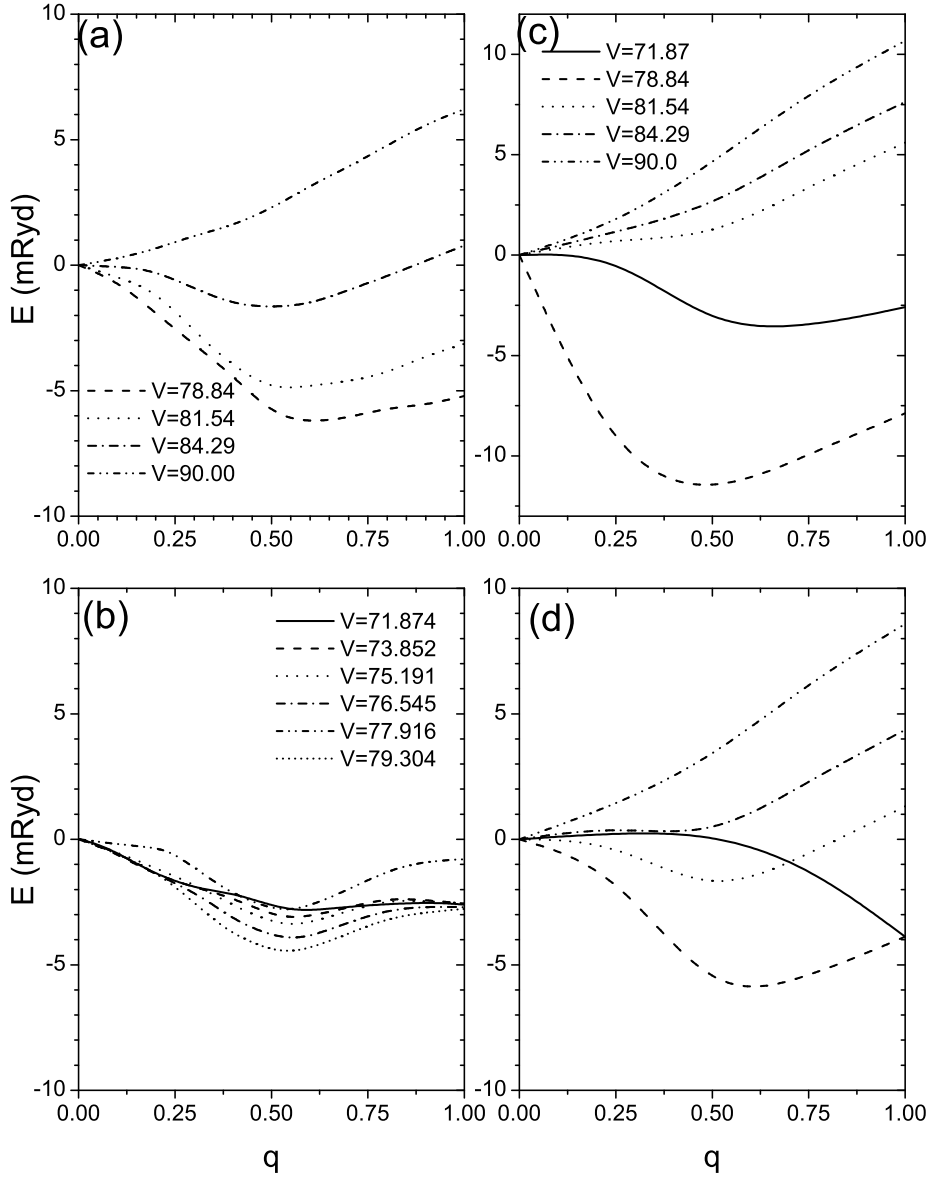 (a)
10
5
0
-5
-10
E (mRyd)
V=78.84
V=81.54
V=84.29
V=90.00
0.00 0.25 0.50 0.75 1.00
(c)
V=71.87
V=78.84
V=81.54
V=84.29
V=90.0
10
5
0
-5
-10
0.00 0.25 0.50 0.75 1.00
(b)
10
5
0
-5
-10
E (mRyd)
V=71.874
V=73.852
V=75.191
V=76.545
V=77.916
V=79.304
0.00 0.25 0.50 0.75 1.00
q
(d)
10
5
0
-5
-10
0.00 0.25 0.50 0.75 1.00
q